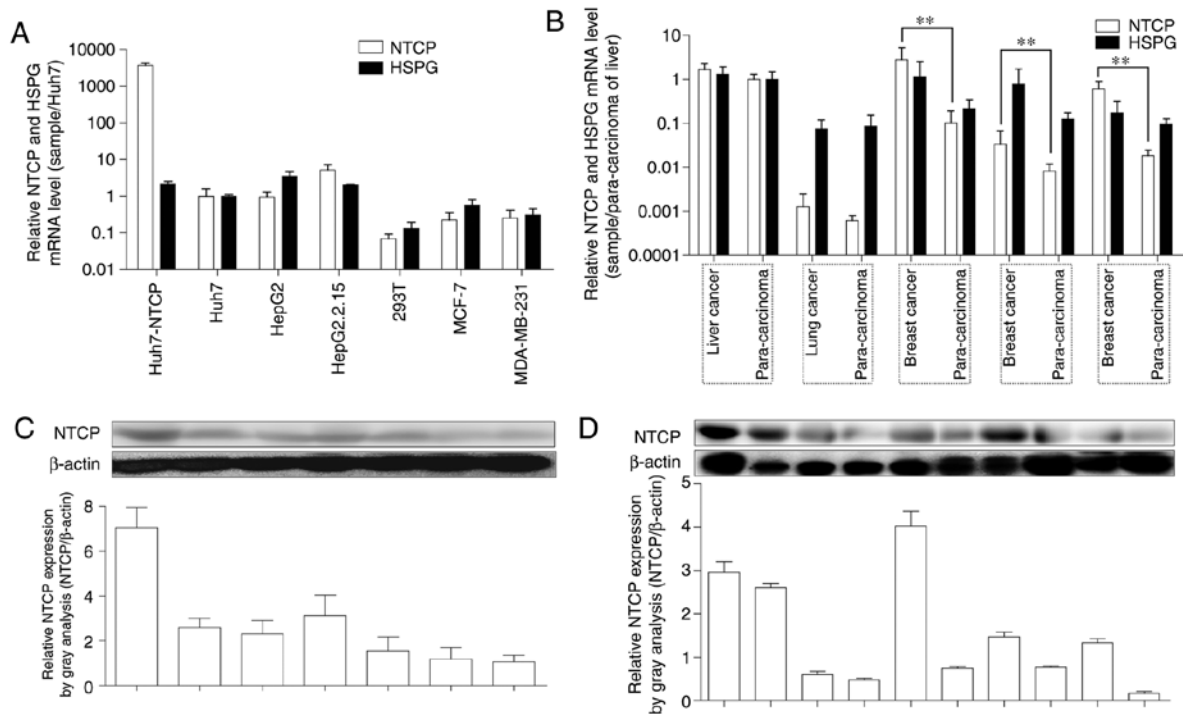 A
Relative NTCP and HSPG
mRNA level (sample/Huh7)
10000
1000
100
10
1
0.1
0.01
NTCP
HSPG
Huh7-NTCP
Huh7
HepG2
HepG2.2.15
293T
MCF-7
MDA-MB-231
B
Relative NTCP and HSPG mRNA level
(sample/para-carcinoma of liver)
10
1
0.1
0.01
0.001
0.0001
**
**
**
NTCP
HSPG
Liver cancer
Para-carcinoma
Lung cancer
Para-carcinoma
Breast cancer
Para-carcinoma
Breast cancer
Para-carcinoma
Breast cancer
Para-carcinoma
C
NTCP
β-actin
Relative NTCP expression
by gray analysis (NTCP/β-actin)
8
6
4
2
0
D
NTCP
β-actin
Relative NTCP expression
by gray analysis (NTCP/β-actin)
5
4
3
2
1
0